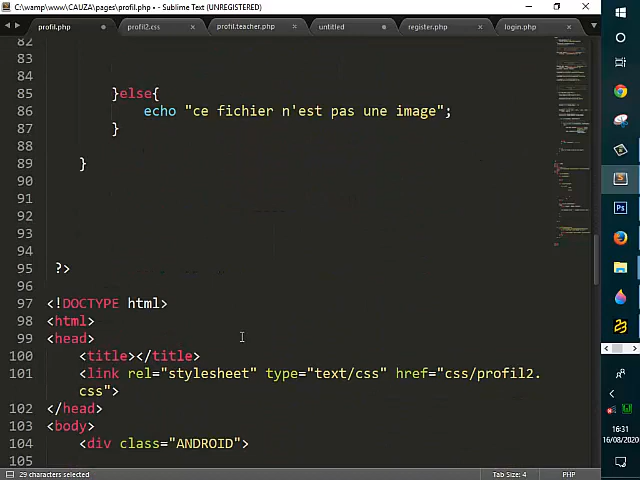 C:\wamp\www\CAUZA\pages\profil.php • - Sublime Text (UNREGISTERED)
profil.php profil2.css profil.teacher.php untitled register.php login.php
82
83
84
85 }else{
86 echo "ce fichier n'est pas une image";
87 }
88
89 }
90
91
92
93
94
95 ?>
96
97 <!DOCTYPE html>
98 <html>
99 <head>
100 <title></title>
101 <link rel="stylesheet" type="text/css" href="css/profil2.
css">
102 </head>
103 <body>
104 <div class="ANDROID">
105
29 characters selected Tab Size: 4 PHP
S
Ps
16:31
16/08/2020